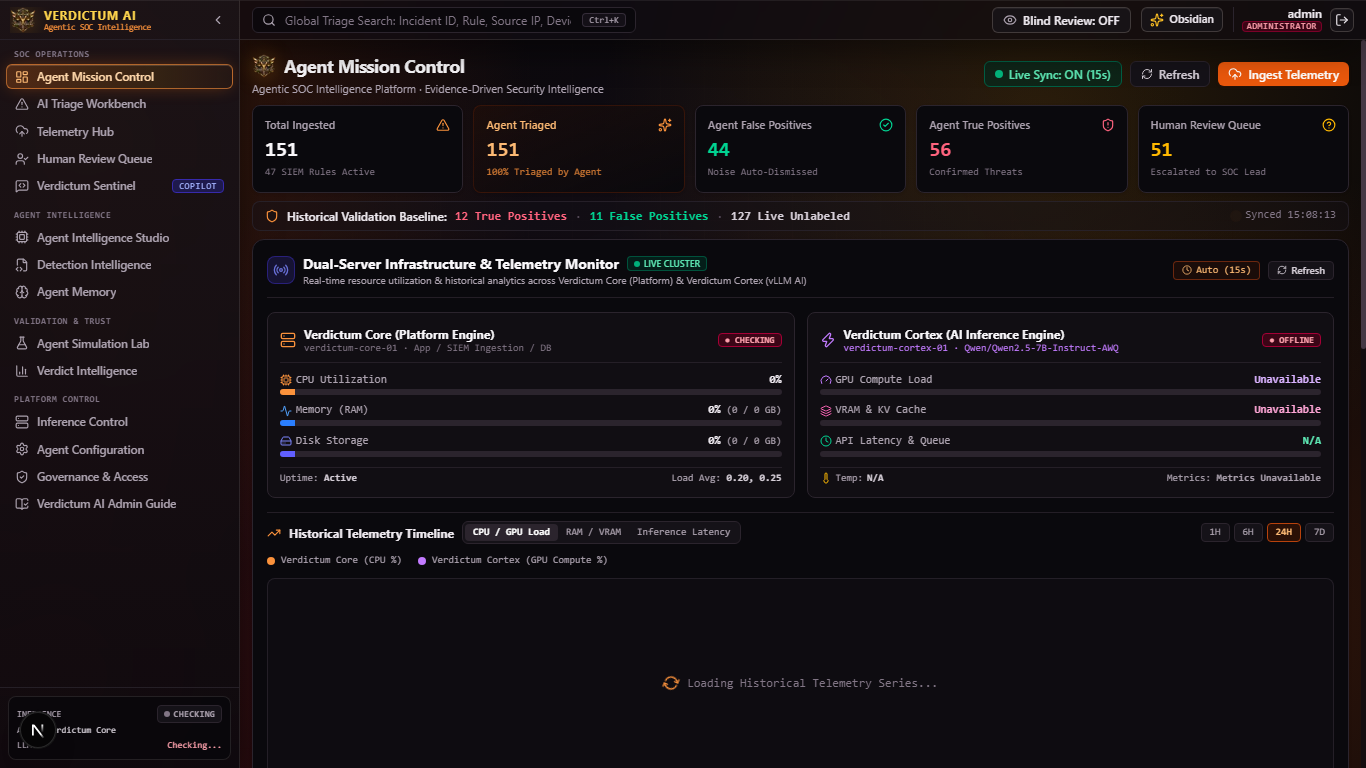 VERDICTUM AI
Agentic SOC Intelligence
Global Triage Search: Incident ID, Rule, Source IP, Devic
Ctrl+K
Blind Review: OFF
Obsidian
admin
ADMINISTRATOR
SOC OPERATIONS
Agent Mission Control
AI Triage Workbench
Telemetry Hub
Human Review Queue
Verdictum Sentinel
COPILOT
AGENT INTELLIGENCE
Agent Intelligence Studio
Detection Intelligence
Agent Memory
VALIDATION & TRUST
Agent Simulation Lab
Verdict Intelligence
PLATFORM CONTROL
Inference Control
Agent Configuration
Governance & Access
Verdictum AI Admin Guide
CHECKING
rdictum Core
Checking...
N
Agent Mission Control
Agentic SOC Intelligence Platform · Evidence-Driven Security Intelligence
Live Sync: ON (15s)
Refresh
Ingest Telemetry
Total Ingested
151
47 SIEM Rules Active
Agent Triaged
151
100% Triaged by Agent
Agent False Positives
44
Noise Auto-Dismissed
Agent True Positives
56
Confirmed Threats
Human Review Queue
51
Escalated to SOC Lead
Historical Validation Baseline: 12 True Positives · 11 False Positives · 127 Live Unlabeled
Synced 15:08:13
Dual-Server Infrastructure & Telemetry Monitor
LIVE CLUSTER
Real-time resource utilization & historical analytics across Verdictum Core (Platform) & Verdictum Cortex (vLLM AI)
Auto (15s)
Refresh
Verdictum Core (Platform Engine)
verdictum-core-01 · App / SIEM Ingestion / DB
CHECKING
CPU Utilization 0%
Memory (RAM) 0% (0 / 0 GB)
Disk Storage 0% (0 / 0 GB)
Uptime: Active
Load Avg: 0.20, 0.25
Verdictum Cortex (AI Inference Engine)
verdictum-cortex-01 · Qwen/Qwen2.5-7B-Instruct-AWQ
OFFLINE
GPU Compute Load Unavailable
VRAM & KV Cache Unavailable
API Latency & Queue N/A
Temp: N/A
Metrics: Metrics Unavailable
Historical Telemetry Timeline
CPU / GPU Load
RAM / VRAM
Inference Latency
1H
6H
24H
7D
Verdictum Core (CPU %)
Verdictum Cortex (GPU Compute %)
Loading Historical Telemetry Series...